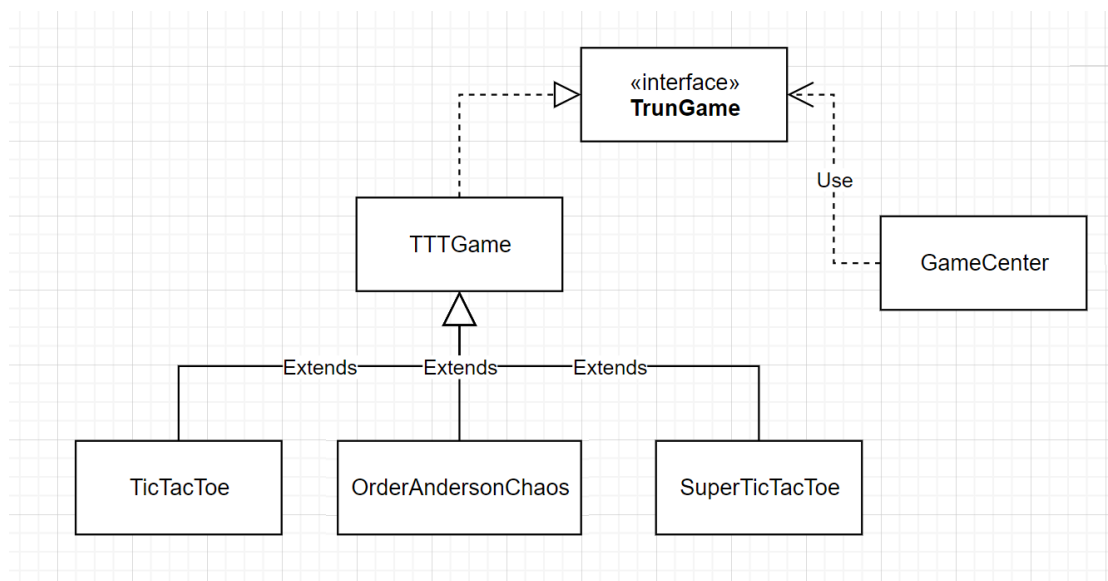 «interface»
TrunGame
Use
TTTGame
GameCenter
Extends
Extends
Extends
TicTacToe
OrderAndersonChaos
SuperTicTacToe